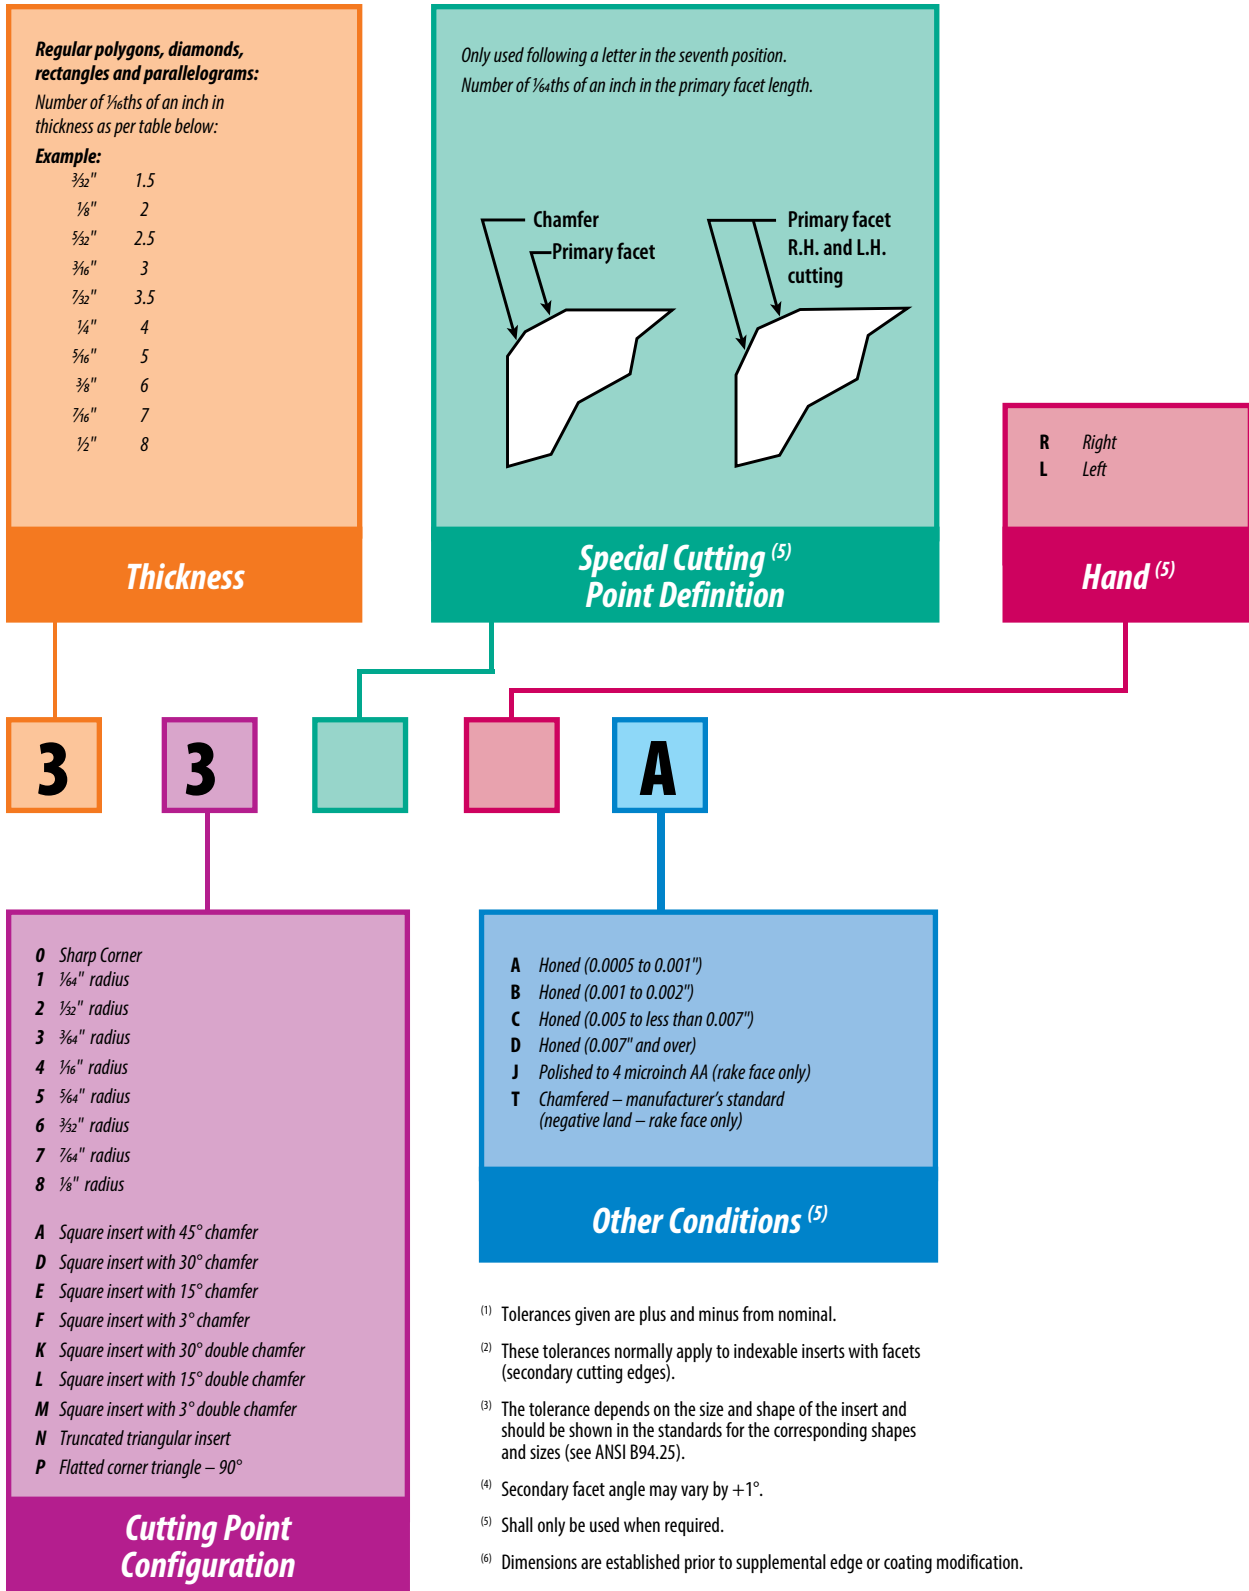 Regular polygons, diamonds,
rectangles and parallelograms:
Number of 1⁄16ths of an inch in
thickness as per table below:
Example:
3⁄32" 1.5
1⁄8" 2
5⁄32" 2.5
3⁄16" 3
7⁄32" 3.5
1⁄4" 4
5⁄16" 5
3⁄8" 6
7⁄16" 7
1⁄2" 8
Thickness
Only used following a letter in the seventh position.
Number of 1⁄64ths of an inch in the primary facet length.
Chamfer
Primary facet
Primary facet
R.H. and L.H.
cutting
Special Cutting (5)
Point Definition
R Right
L Left
Hand (5)
3 3 A
0 Sharp Corner
1 1⁄64" radius
2 1⁄32" radius
3 3⁄64" radius
4 1⁄16" radius
5 5⁄64" radius
6 3⁄32" radius
7 7⁄64" radius
8 1⁄8" radius
A Square insert with 45° chamfer
D Square insert with 30° chamfer
E Square insert with 15° chamfer
F Square insert with 3° chamfer
K Square insert with 30° double chamfer
L Square insert with 15° double chamfer
M Square insert with 3° double chamfer
N Truncated triangular insert
P Flatted corner triangle – 90°
Cutting Point
Configuration
A Honed (0.0005 to 0.001")
B Honed (0.001 to 0.002")
C Honed (0.005 to less than 0.007")
D Honed (0.007" and over)
J Polished to 4 microinch AA (rake face only)
T Chamfered – manufacturer's standard
(negative land – rake face only)
Other Conditions (5)
(1) Tolerances given are plus and minus from nominal.
(2) These tolerances normally apply to indexable inserts with facets
(secondary cutting edges).
(3) The tolerance depends on the size and shape of the insert and
should be shown in the standards for the corresponding shapes
and sizes (see ANSI B94.25).
(4) Secondary facet angle may vary by +1°.
(5) Shall only be used when required.
(6) Dimensions are established prior to supplemental edge or coating modification.